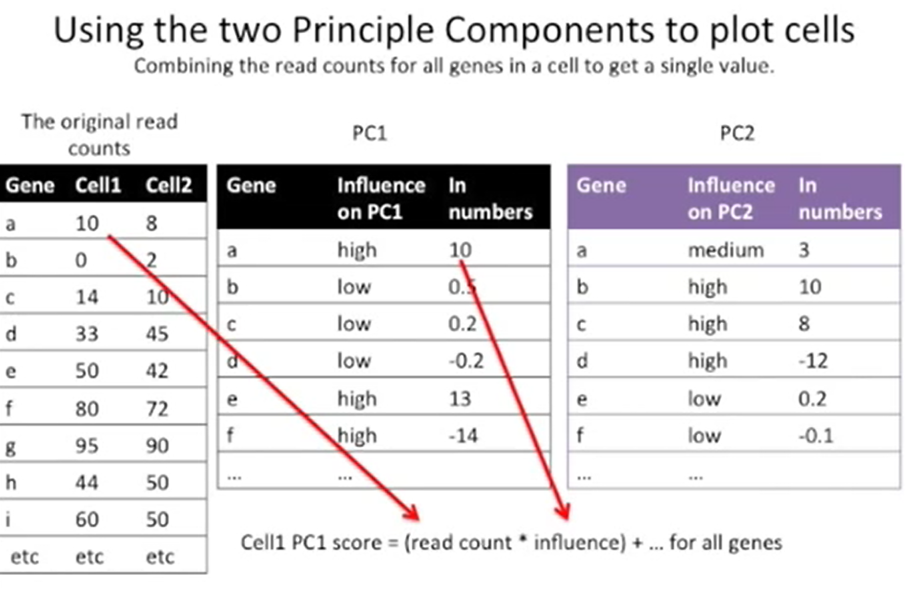 Using the two Principle Components to plot cells
Combining the read counts for all genes in a cell to get a single value.
The original read
counts
Gene Cell1 Cell2
a 10 8
b 0 2
c 14 10
d 33 45
e 50 42
f 80 72
g 95 90
h 44 50
i 60 50
etc etc etc
PC1
Gene Influence In
on PC1 numbers
a high 10
b low 0.5
c low 0.2
d low -0.2
e high 13
f high -14
... ...
PC2
Gene Influence In
on PC2 numbers
a medium 3
b high 10
c high 8
d high -12
e low 0.2
f low -0.1
... ...
Cell1 PC1 score = (read count * influence) + ... for all genes